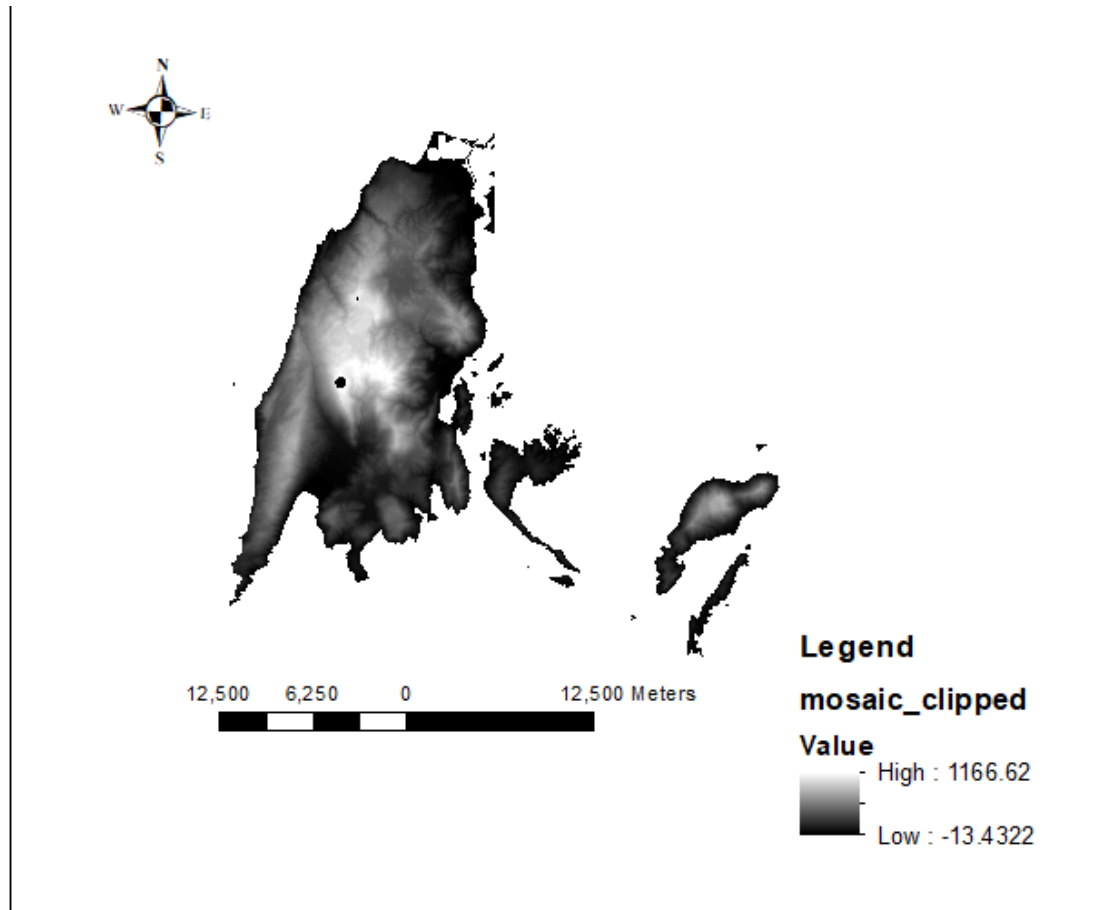 N
W E
S
12,500 6,250 0 12,500 Meters
Legend
mosaic_clipped
Value
High : 1166.62
Low : -13.4322